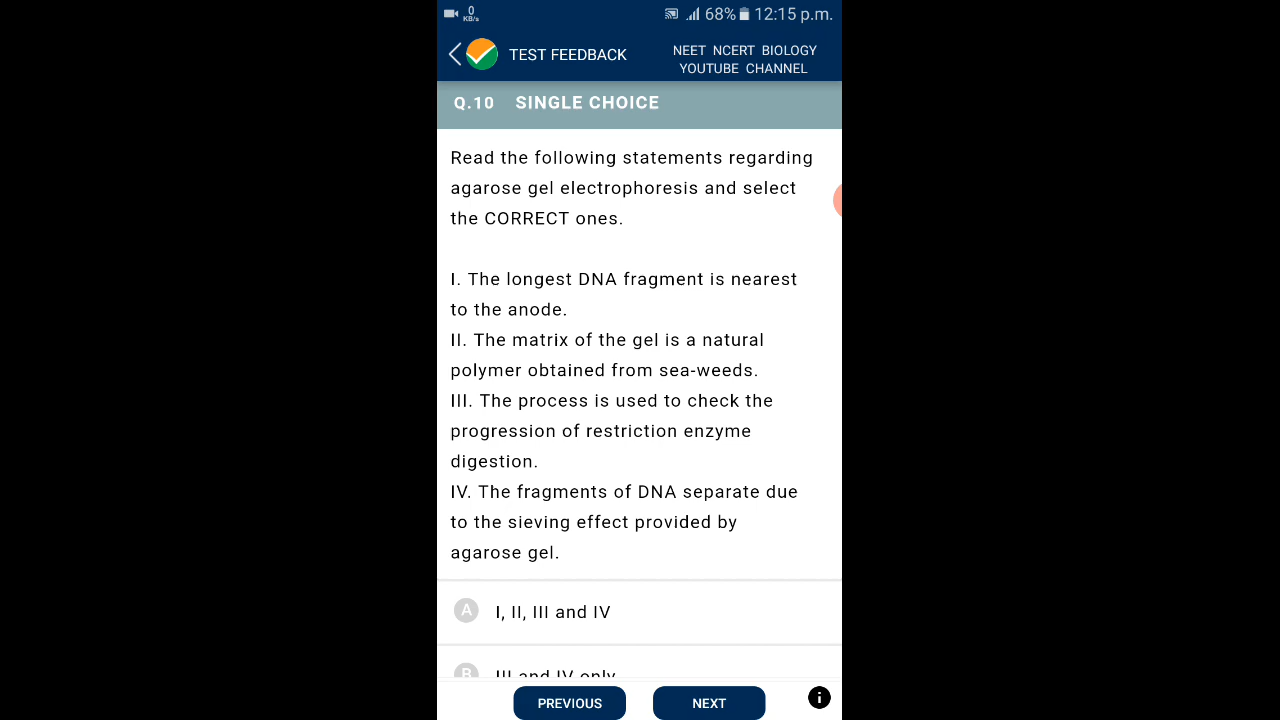 0
KB/s
68% 12:15 p.m.
TEST FEEDBACK
NEET NCERT BIOLOGY
YOUTUBE CHANNEL
Q.10 SINGLE CHOICE
Read the following statements regarding
agarose gel electrophoresis and select
the CORRECT ones.
I. The longest DNA fragment is nearest
to the anode.
II. The matrix of the gel is a natural
polymer obtained from sea-weeds.
III. The process is used to check the
progression of restriction enzyme
digestion.
IV. The fragments of DNA separate due
to the sieving effect provided by
agarose gel.
A I, II, III and IV
B III and IV only
PREVIOUS NEXT